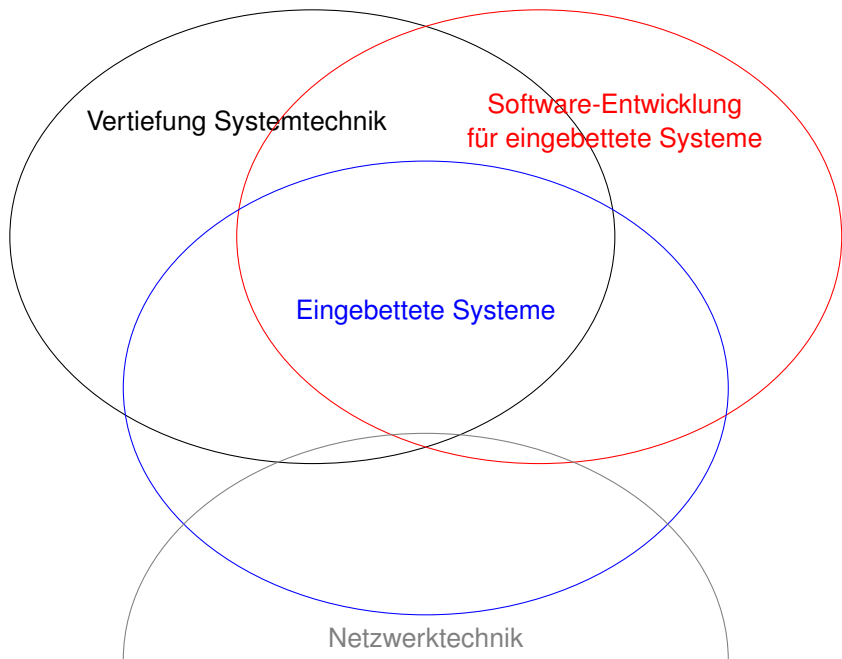 Vertiefung Systemtechnik
Software-Entwicklung
für eingebettete Systeme
Eingebettete Systeme
Netzwerktechnik